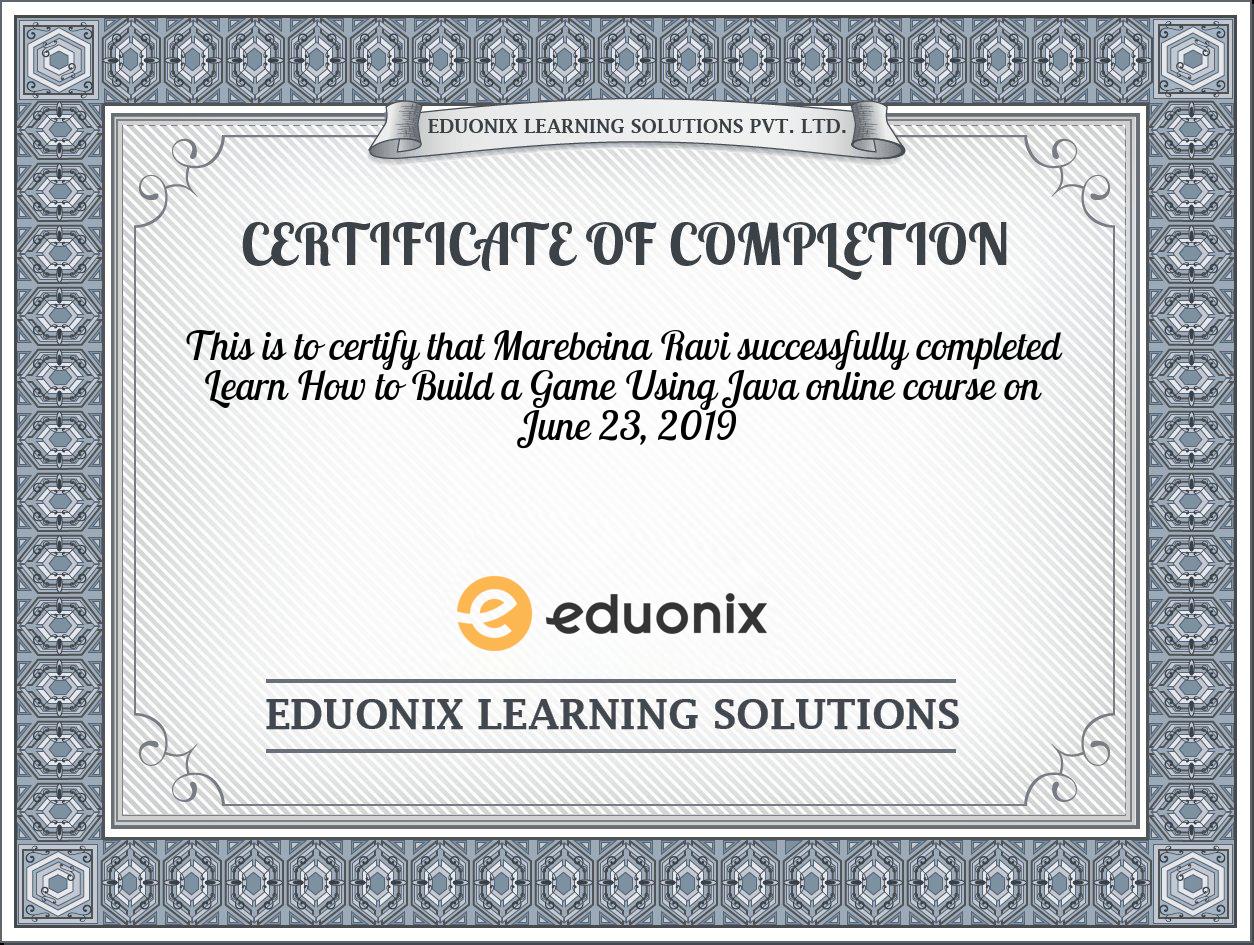 EDUONIX LEARNING SOLUTIONS PVT. LTD.
CERTIFICATE OF COMPLETION
This is to certify that Mareboina Ravi successfully completed
Learn How to Build a Game Using Java online course on
June 23, 2019
eduonix
EDUONIX LEARNING SOLUTIONS